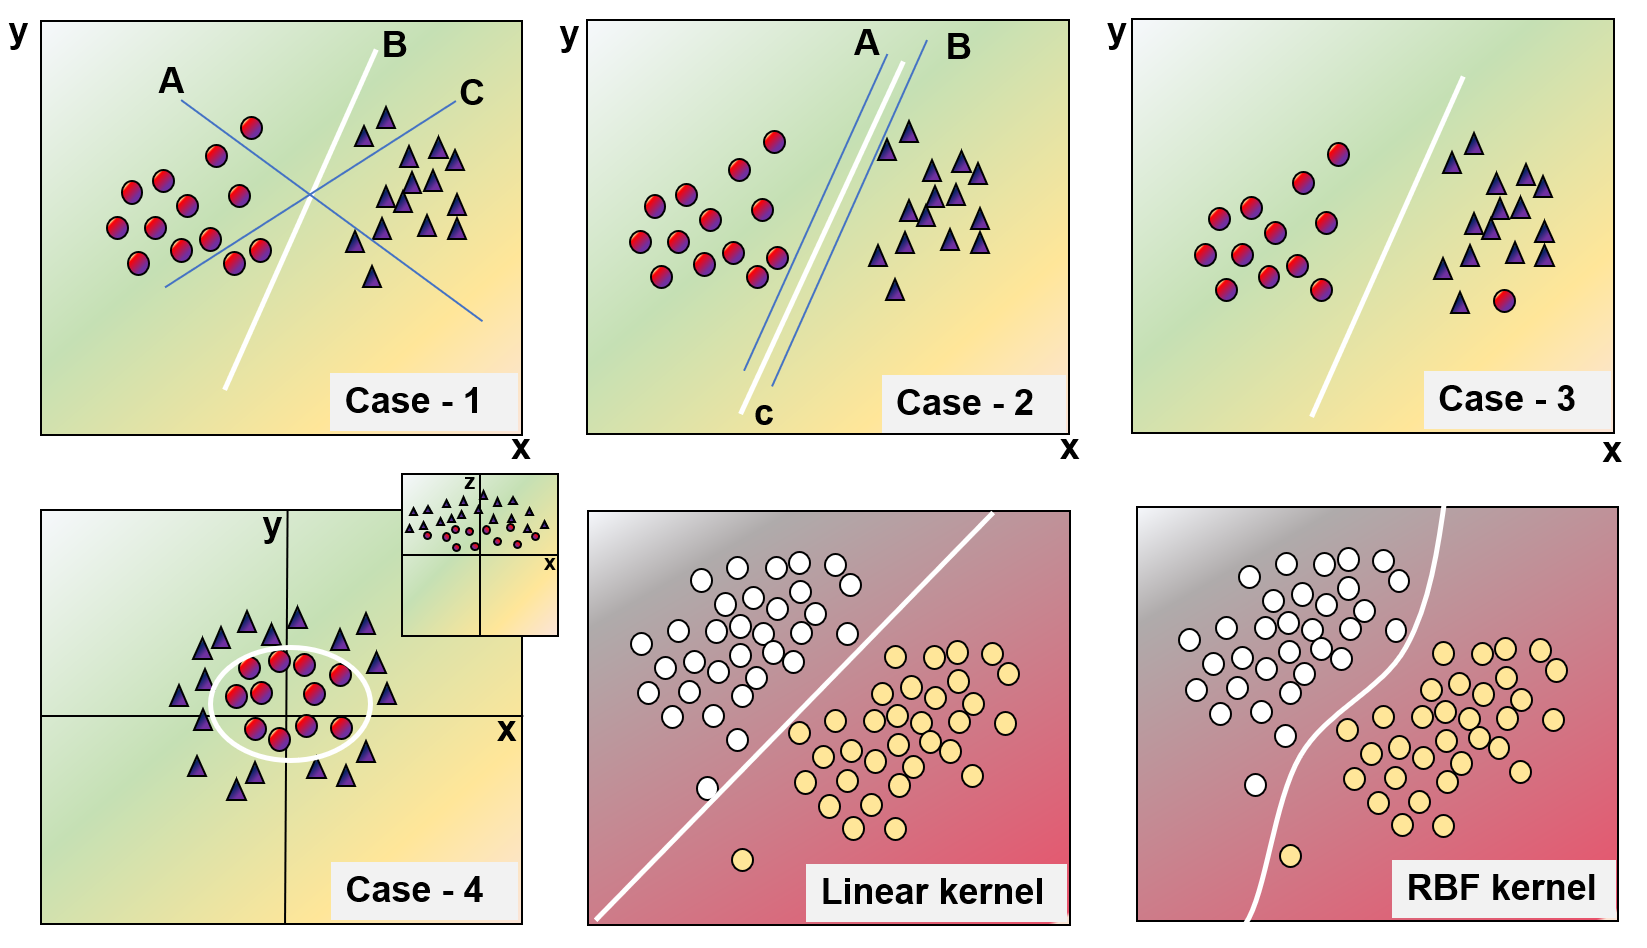 y
A
B
C
Case - 1
x
y
A
B
c
Case - 2
x
y
Case - 3
x
y
x
Case - 4
z
x
Linear kernel
RBF kernel